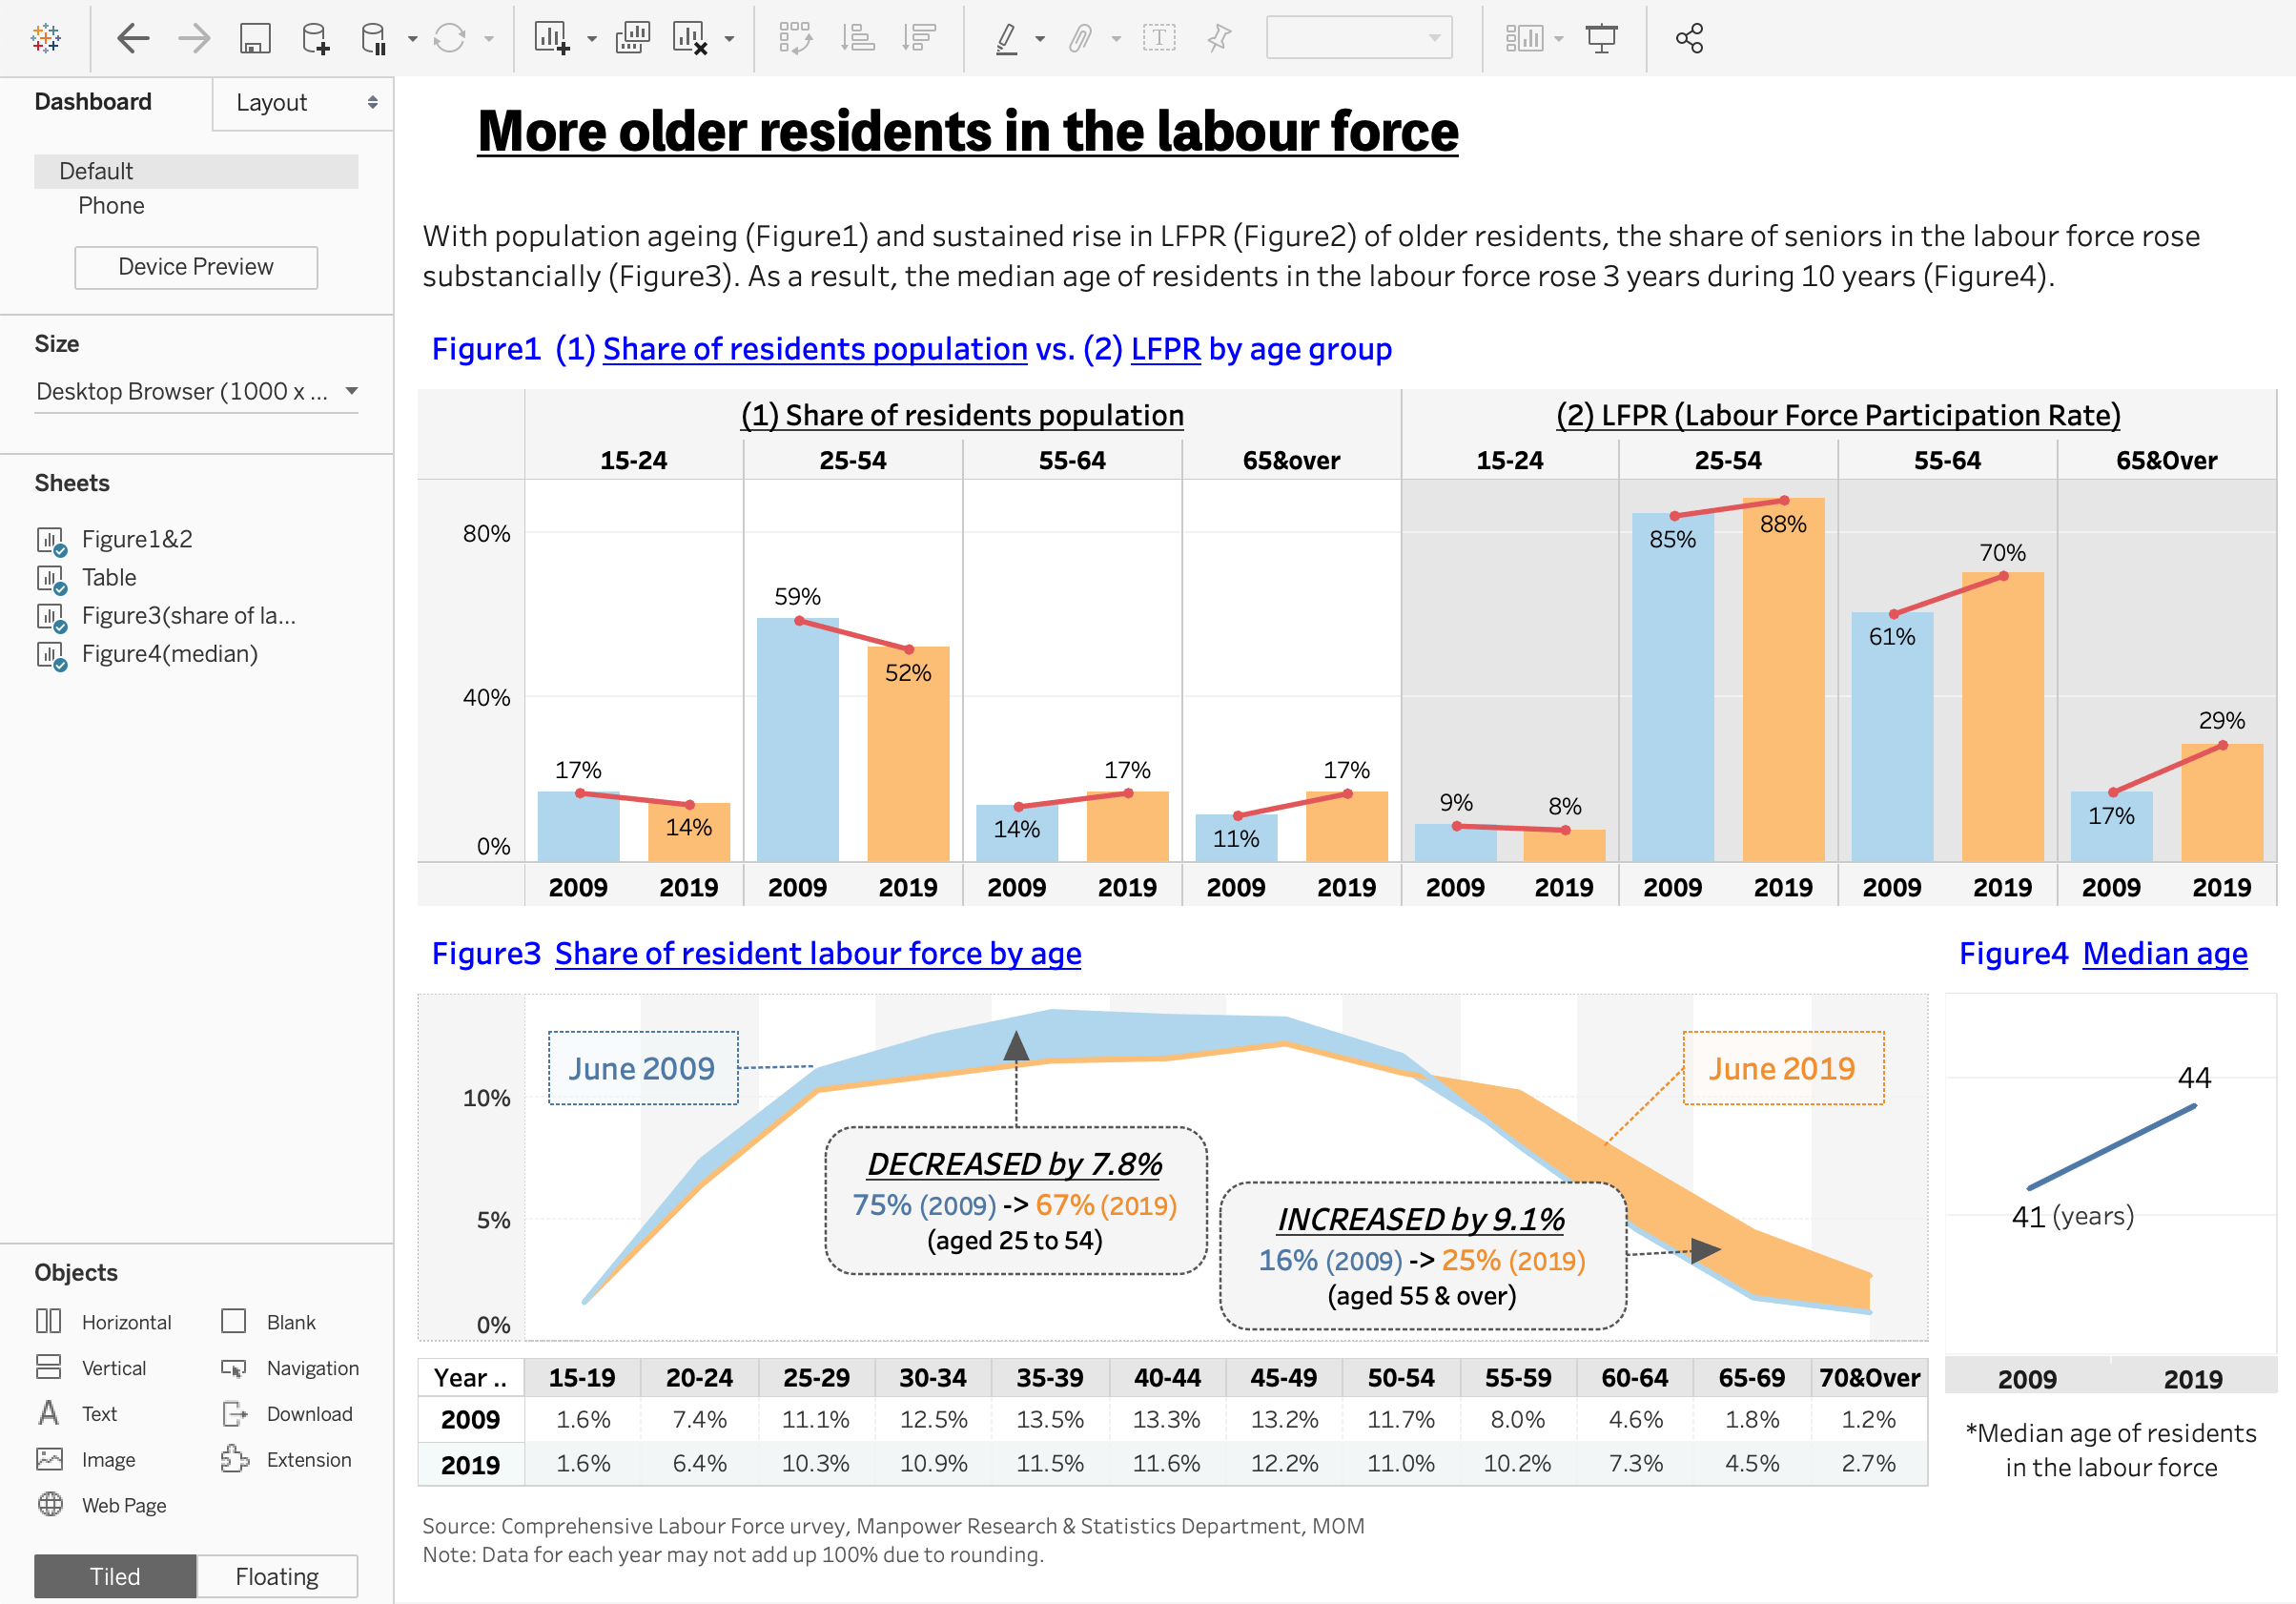 Dashboard
Layout
Default
Phone
Device Preview
Size
Desktop Browser (1000 x ...
Sheets
Figure1&2
Table
Figure3(share of la...
Figure4(median)
Objects
Horizontal Blank
Vertical Navigation
Text Download
Image Extension
Web Page
Tiled Floating
More older residents in the labour force
With population ageing (Figure1) and sustained rise in LFPR (Figure2) of older residents, the share of seniors in the labour force rose
substancially (Figure3). As a result, the median age of residents in the labour force rose 3 years during 10 years (Figure4).
Figure1 (1) Share of residents population vs. (2) LFPR by age group
(1) Share of residents population (2) LFPR (Labour Force Participation Rate)
15-24 25-54 55-64 65&over 15-24 25-54 55-64 65&Over
80%
40%
0%
17% 14% 59% 52% 14% 17% 11% 17% 9% 8% 85% 88% 61% 70% 17% 29%
2009 2019 2009 2019 2009 2019 2009 2019 2009 2019 2009 2019 2009 2019 2009 2019
Figure3 Share of resident labour force by age
10%
5%
0%
June 2009
June 2019
DECREASED by 7.8%
75% (2009) -> 67% (2019)
(aged 25 to 54)
INCREASED by 9.1%
16% (2009) -> 25% (2019)
(aged 55 & over)
Year .. 15-19 20-24 25-29 30-34 35-39 40-44 45-49 50-54 55-59 60-64 65-69 70&Over
2009 1.6% 7.4% 11.1% 12.5% 13.5% 13.3% 13.2% 11.7% 8.0% 4.6% 1.8% 1.2%
2019 1.6% 6.4% 10.3% 10.9% 11.5% 11.6% 12.2% 11.0% 10.2% 7.3% 4.5% 2.7%
Figure4 Median age
44
41 (years)
2009 2019
*Median age of residents
in the labour force
Source: Comprehensive Labour Force urvey, Manpower Research & Statistics Department, MOM
Note: Data for each year may not add up 100% due to rounding.